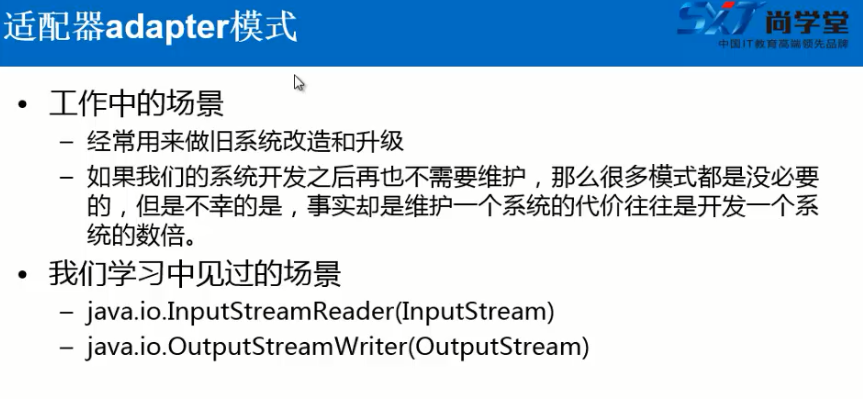 适配器adapter模式
SXT尚学堂
中国IT教育高端领先品牌
• 工作中的场景
– 经常用来做旧系统改造和升级
– 如果我们的系统开发之后再也不需要维护，那么很多模式都是没必要
的，但是不幸的是，事实却是维护一个系统的代价往往是开发一个系
统的数倍。
• 我们学习中见过的场景
– java.io.InputStreamReader(InputStream)
– java.io.OutputStreamWriter(OutputStream)